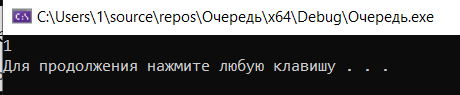 C:\Users\1\source\repos\Очередь\x64\Debug\Очередь.exe
1
Для продолжения нажмите любую клавишу . . .